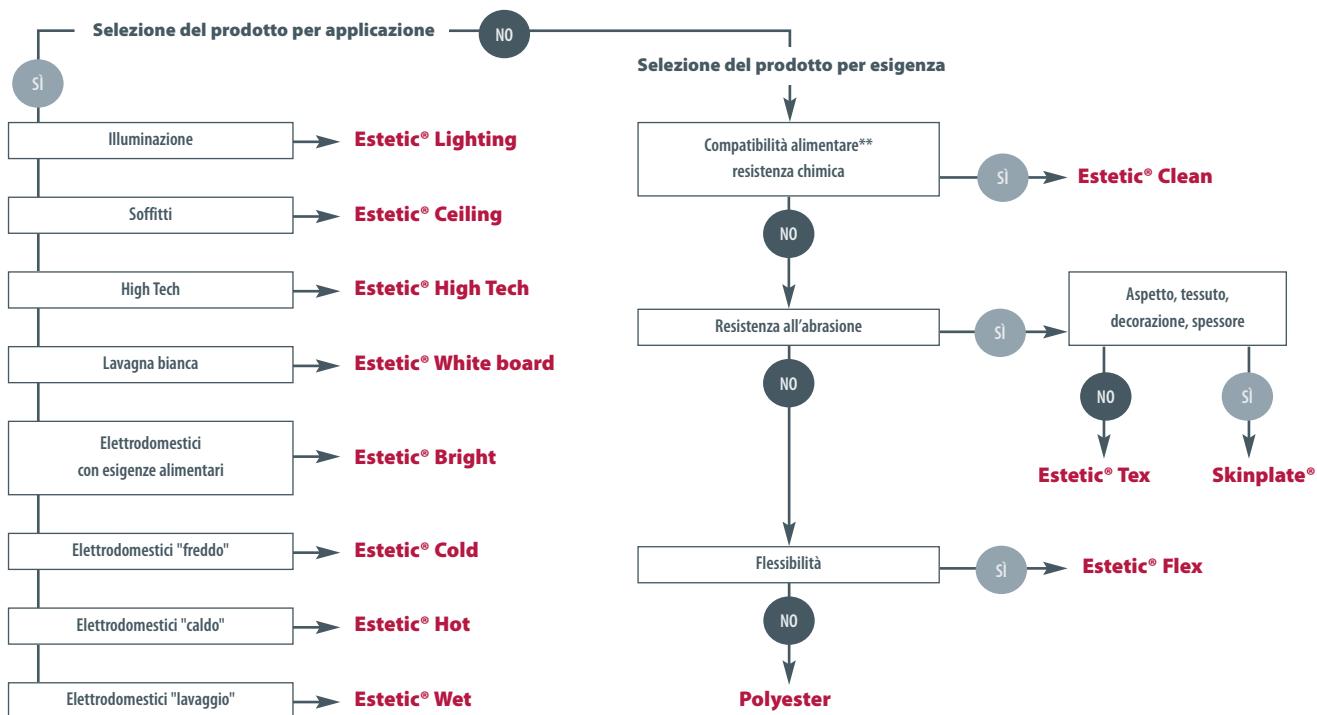 Selezione del prodotto per applicazione
NO
SÌ
Illuminazione
Estetic® Lighting
Soffitti
Estetic® Ceiling
High Tech
Estetic® High Tech
Lavagna bianca
Estetic® White board
Elettrodomestici
con esigenze alimentari
Estetic® Bright
Elettrodomestici "freddo"
Estetic® Cold
Elettrodomestici "caldo"
Estetic® Hot
Elettrodomestici "lavaggio"
Estetic® Wet
Selezione del prodotto per esigenza
Compatibilità alimentare**
resistenza chimica
SÌ
Estetic® Clean
NO
Resistenza all’abrasione
SÌ
Aspetto, tessuto,
decorazione, spessore
NO
SÌ
Estetic® Tex
Skinplate®
NO
Flessibilità
SÌ
Estetic® Flex
NO
Polyester